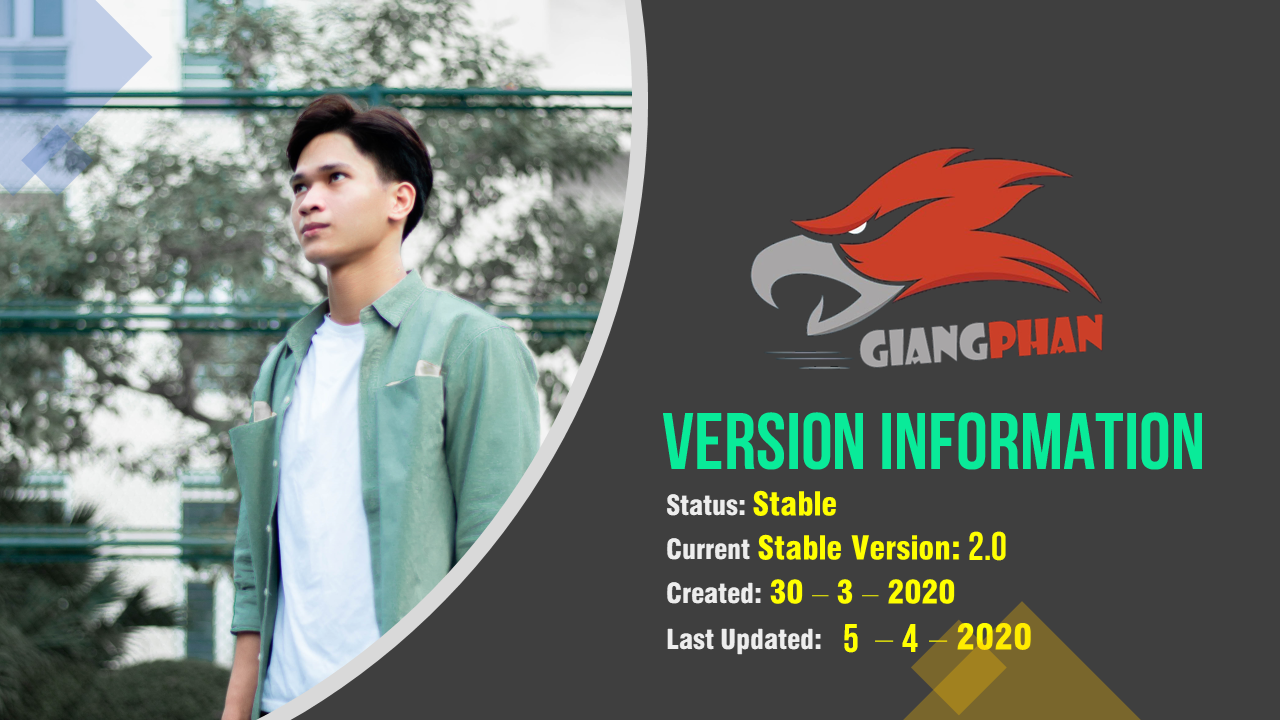 GIANGPHAN
VERSION INFORMATION
Status: Stable
Current Stable Version: 2.0
Created: 30 – 3 – 2020
Last Updated: 5 – 4 – 2020